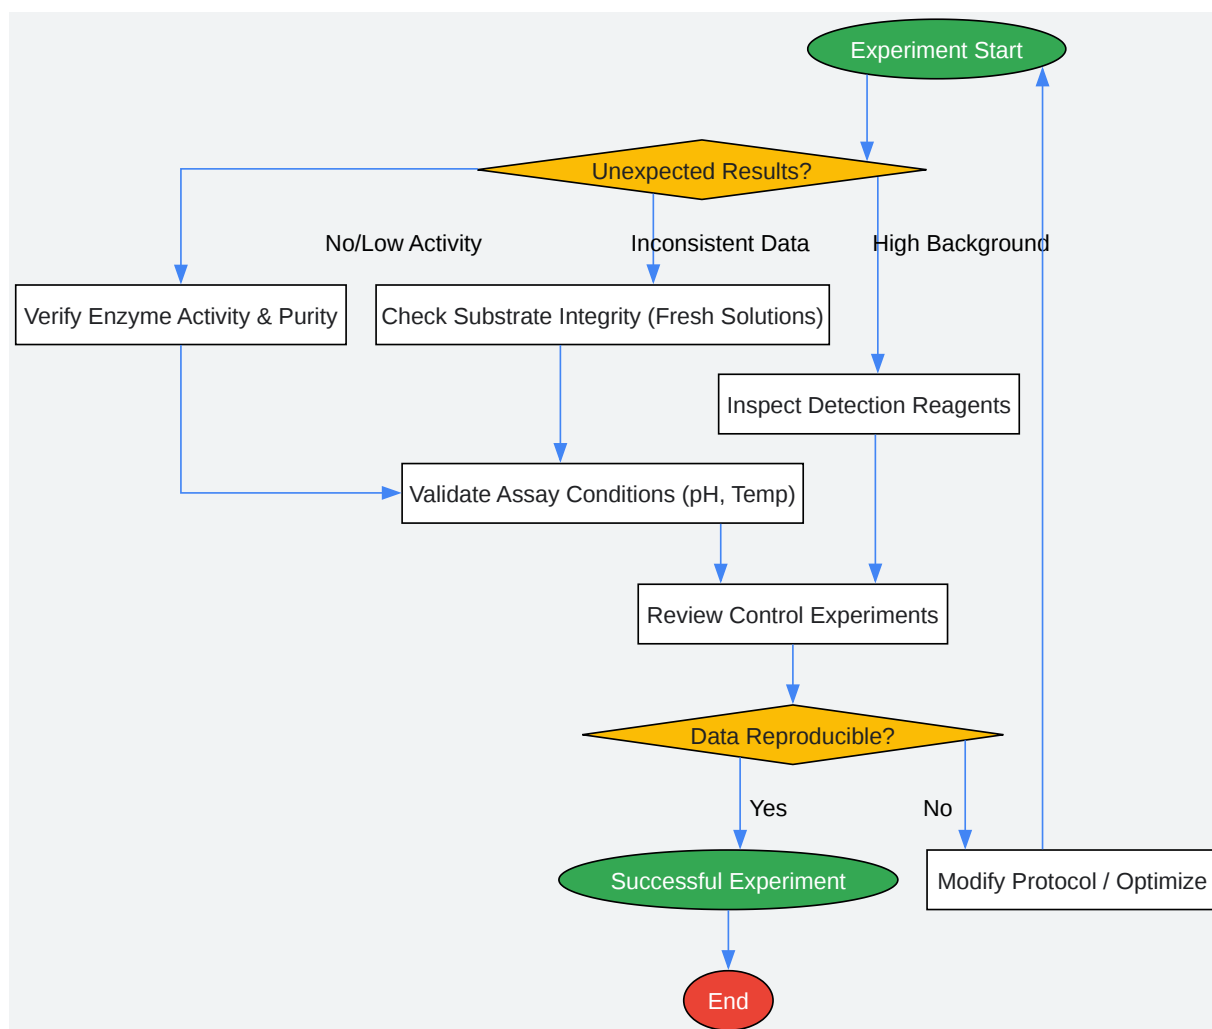 Experiment Start
Unexpected Results?
No/Low Activity
Inconsistent Data
High Background
Verify Enzyme Activity & Purity
Check Substrate Integrity (Fresh Solutions)
Inspect Detection Reagents
Validate Assay Conditions (pH, Temp)
Review Control Experiments
Data Reproducible?
Yes
No
Successful Experiment
Modify Protocol / Optimize
End